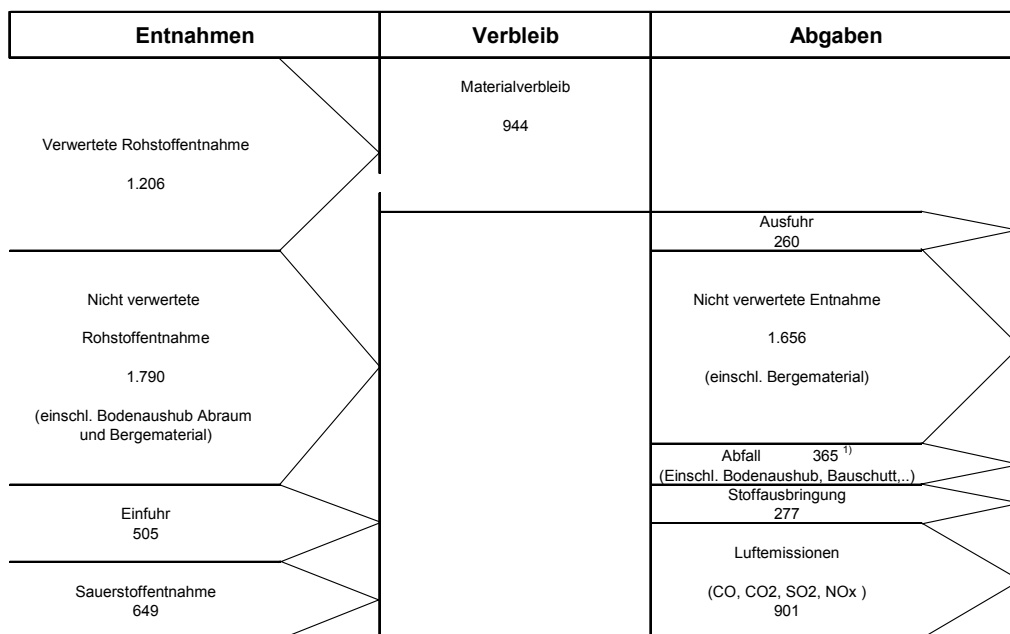 Entnahmen
Verbleib
Abgaben
Verwertete Rohstoffentnahme
1.206
Nicht verwertete
Rohstoffentnahme
1.790
(einschl. Bodenaushub Abraum
und Bergematerial)
Einfuhr
505
Sauerstoffentnahme
649
Materialverbleib
944
Ausfuhr
260
Nicht verwertete Entnahme
1.656
(einschl. Bergematerial)
Abfall 365 1)
(Einschl. Bodenaushub, Bauschutt,..)
Stoffausbringung
277
Luftemissionen
(CO, CO2, SO2, NOx )
901